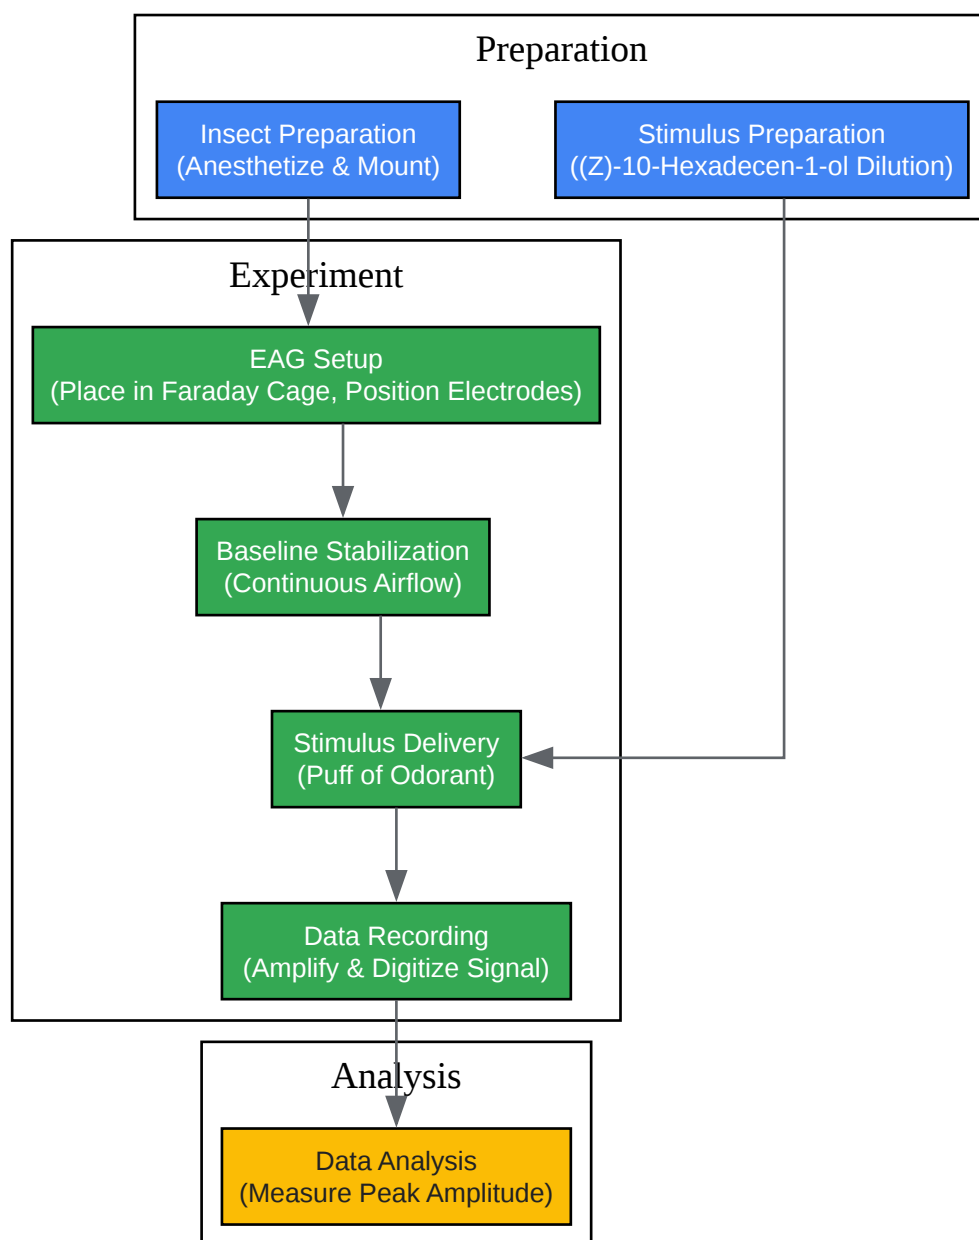 Preparation
Insect Preparation
(Anesthetize & Mount)
Stimulus Preparation
((Z)-10-Hexadecen-1-ol Dilution)
Experiment
EAG Setup
(Place in Faraday Cage, Position Electrodes)
Baseline Stabilization
(Continuous Airflow)
Stimulus Delivery
(Puff of Odorant)
Data Recording
(Amplify & Digitize Signal)
Analysis
Data Analysis
(Measure Peak Amplitude)